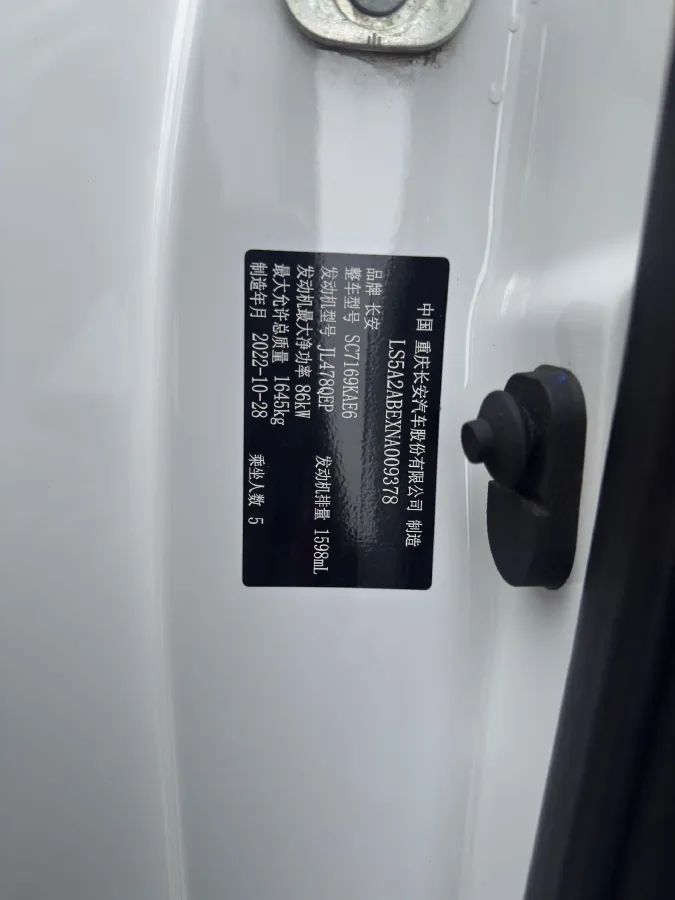 中国 重庆长安汽车股份有限公司 制造
LS5A2ABEXNA009378
品牌 长安
整车型号 SC7169KAE6
发动机型号 JL478QEP 发动机排量 1598mL
发动机最大净功率 86kW
最大允许总质量 1645kg
制造年月 2022-10-28 乘坐人数 5